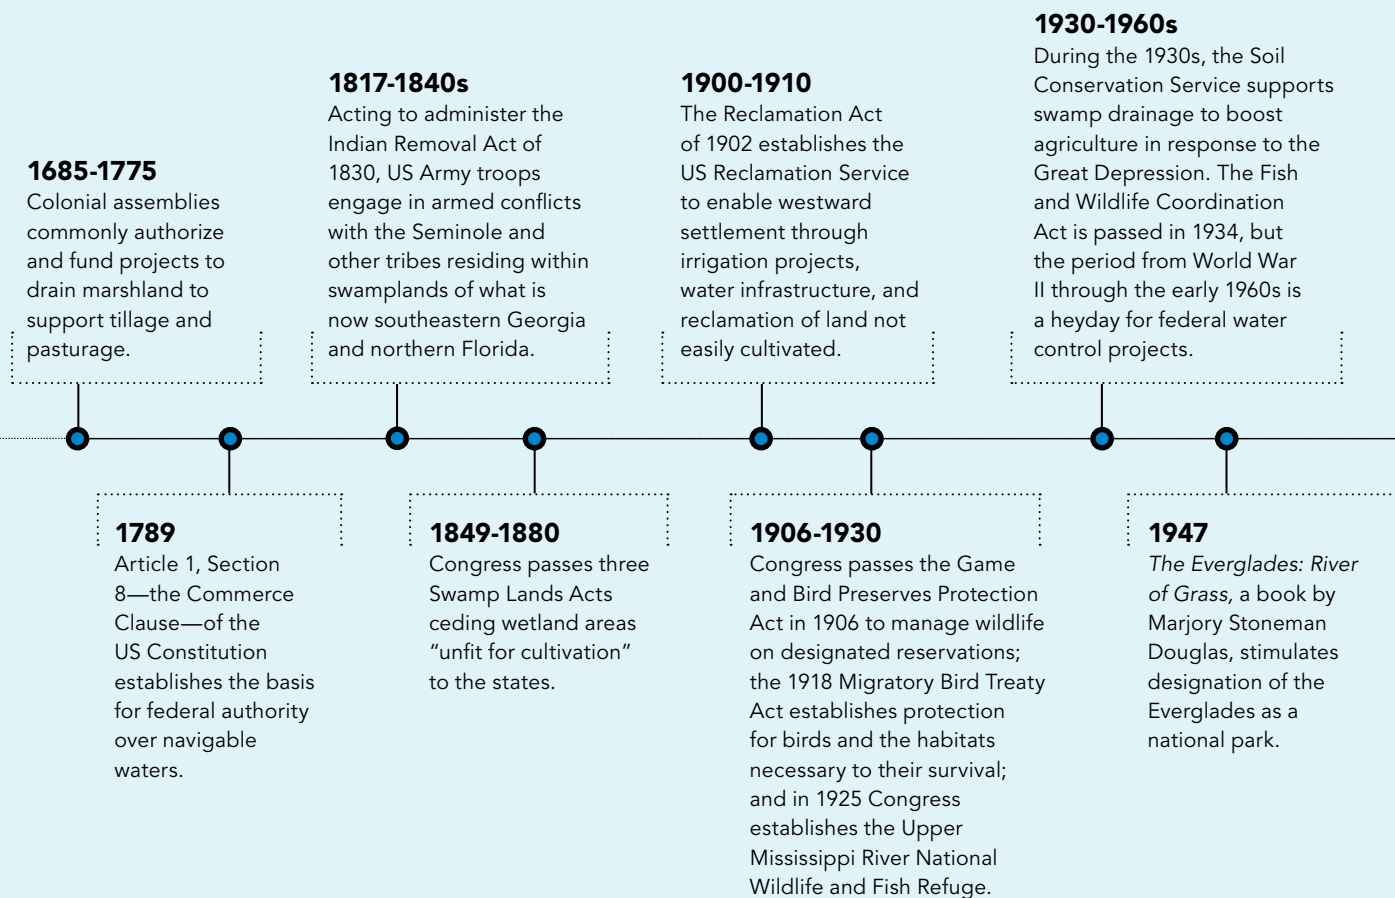 1685-1775
Colonial assemblies
commonly authorize
and fund projects to
drain marshland to
support tillage and
pasturage.
1789
Article 1, Section
8—the Commerce
Clause—of the
US Constitution
establishes the basis
for federal authority
over navigable
waters.
1817-1840s
Acting to administer the
Indian Removal Act of
1830, US Army troops
engage in armed conflicts
with the Seminole and
other tribes residing within
swamplands of what is
now southeastern Georgia
and northern Florida.
1849-1880
Congress passes three
Swamp Lands Acts
ceding wetland areas
“unfit for cultivation”
to the states.
1900-1910
The Reclamation Act
of 1902 establishes the
US Reclamation Service
to enable westward
settlement through
irrigation projects,
water infrastructure, and
reclamation of land not
easily cultivated.
1906-1930
Congress passes the Game
and Bird Preserves Protection
Act in 1906 to manage wildlife
on designated reservations;
the 1918 Migratory Bird Treaty
Act establishes protection
for birds and the habitats
necessary to their survival;
and in 1925 Congress
establishes the Upper
Mississippi River National
Wildlife and Fish Refuge.
1930-1960s
During the 1930s, the Soil
Conservation Service supports
swamp drainage to boost
agriculture in response to the
Great Depression. The Fish
and Wildlife Coordination
Act is passed in 1934, but
the period from World War
II through the early 1960s is
a heyday for federal water
control projects.
1947
The Everglades: River
of Grass, a book by
Marjory Stoneman
Douglas, stimulates
designation of the
Everglades as a
national park.